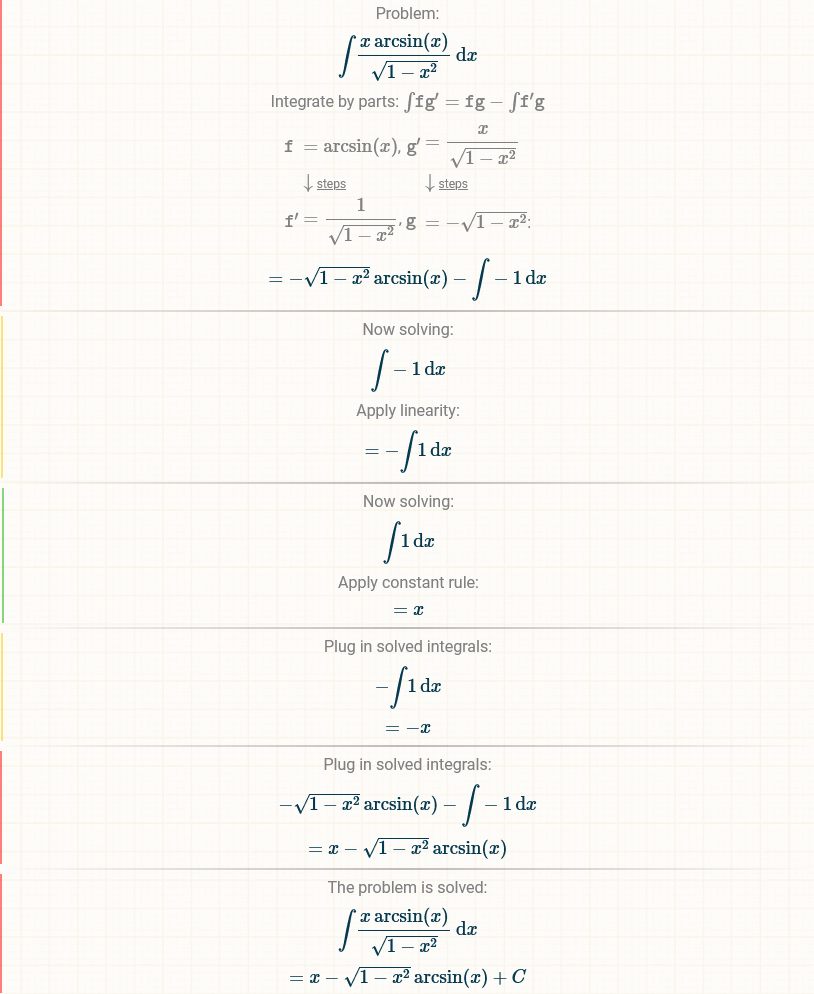 Problem:
∫ x arcsin(x) / √(1 − x²) dx
Integrate by parts: ∫fg′ = fg − ∫f′g
f = arcsin(x), g′ = x / √(1 − x²)
↓ steps ↓ steps
f′ = 1 / √(1 − x²), g = −√(1 − x²):
= −√(1 − x²) arcsin(x) − ∫ −1 dx
Now solving:
∫ −1 dx
Apply linearity:
= −∫ 1 dx
Now solving:
∫ 1 dx
Apply constant rule:
= x
Plug in solved integrals:
−∫ 1 dx
= −x
Plug in solved integrals:
−√(1 − x²) arcsin(x) − ∫ −1 dx
= x − √(1 − x²) arcsin(x)
The problem is solved:
∫ x arcsin(x) / √(1 − x²) dx
= x − √(1 − x²) arcsin(x) + C